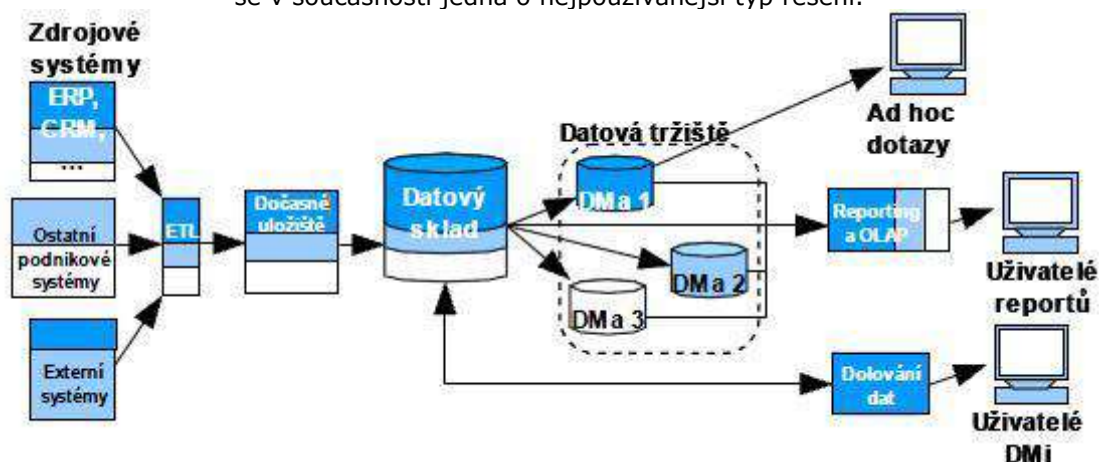 se v současnosti jedná o nejpoužívanější typ řešení.
Zdrojové
systémy
ERP,
CRM,
...
Ostatní
podnikové
systémy
Externí
systémy
ETL
Dočasné
uložiště
Datový
sklad
Datová tržiště
DMa 1
DMa 2
DMa 3
Ad hoc
dotazy
Reporting
a OLAP
Uživatelé
reportů
Dolování
dat
Uživatelé
DMi